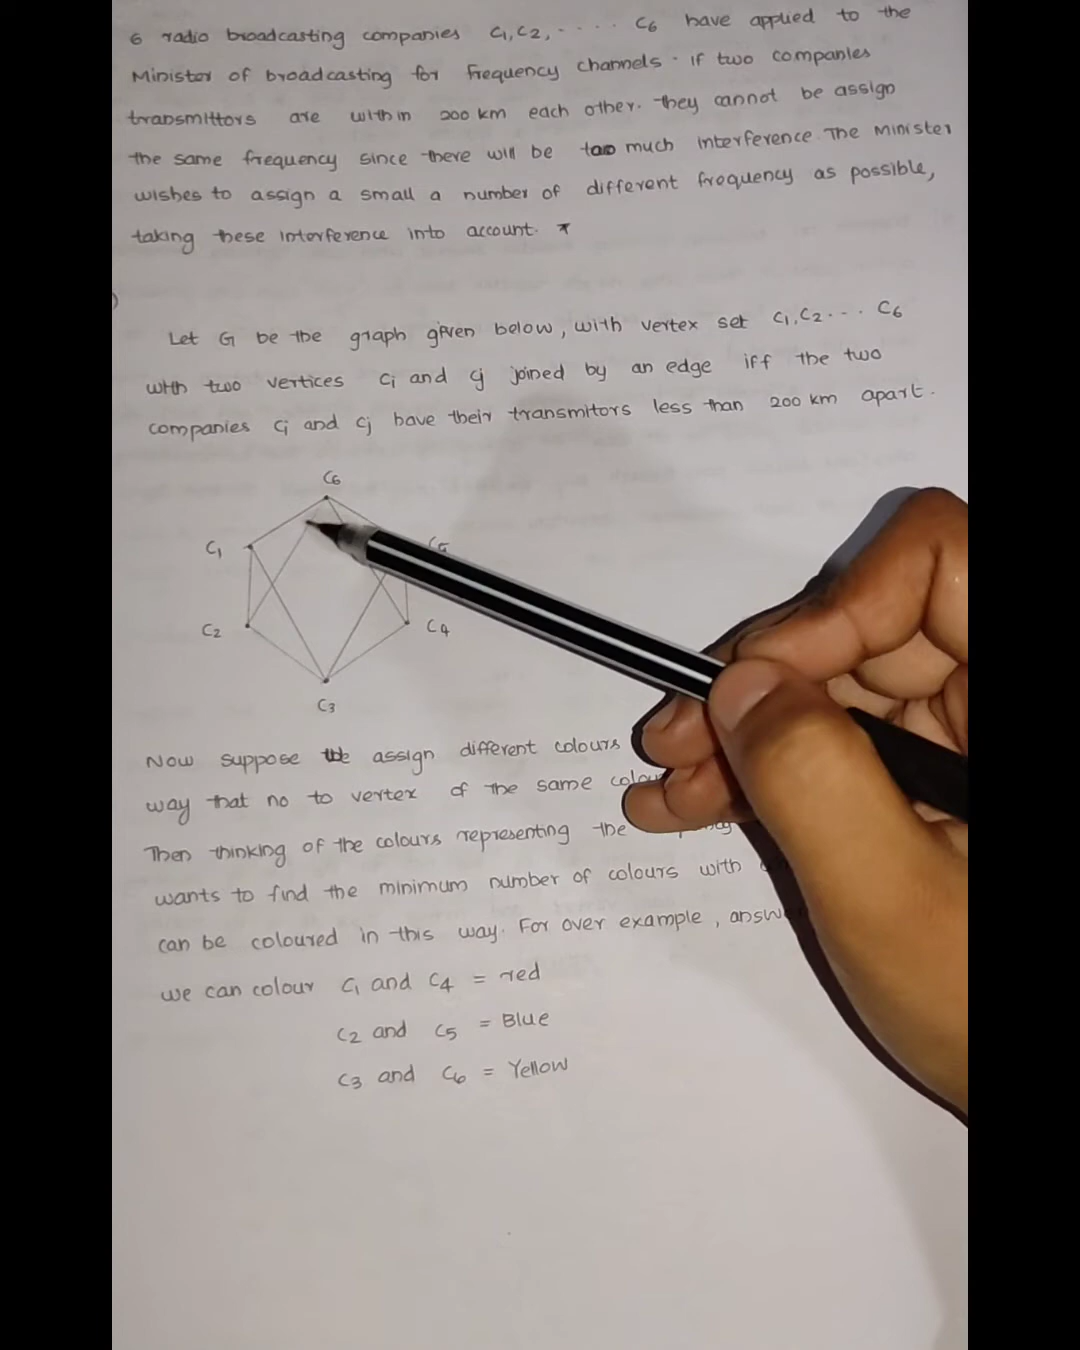 6 radio broadcasting companies C1, C2, ..... C6 have applied to the
Minister of broadcasting for frequency channels. if two companies
transmittors are within 200 km each other. they cannot be assign
the same frequency since there will be too much interference. The Minister
wishes to assign a small a number of different frequency as possible,
taking these interference into account.
Let G be the graph given below, with vertex set C1, C2... C6
with two vertices Ci and Cj joined by an edge iff the two
companies Ci and Cj have their transmitors less than 200 km apart.
C6
C1
C5
C2
C4
C3
Now suppose assign different colours
way that no to vertex of the same colou
Then thinking of the colours representing the
wants to find the minimum number of colours with
can be coloured in this way. For over example, answ
we can colour C1 and C4 = red
C2 and C5 = Blue
C3 and C6 = Yellow